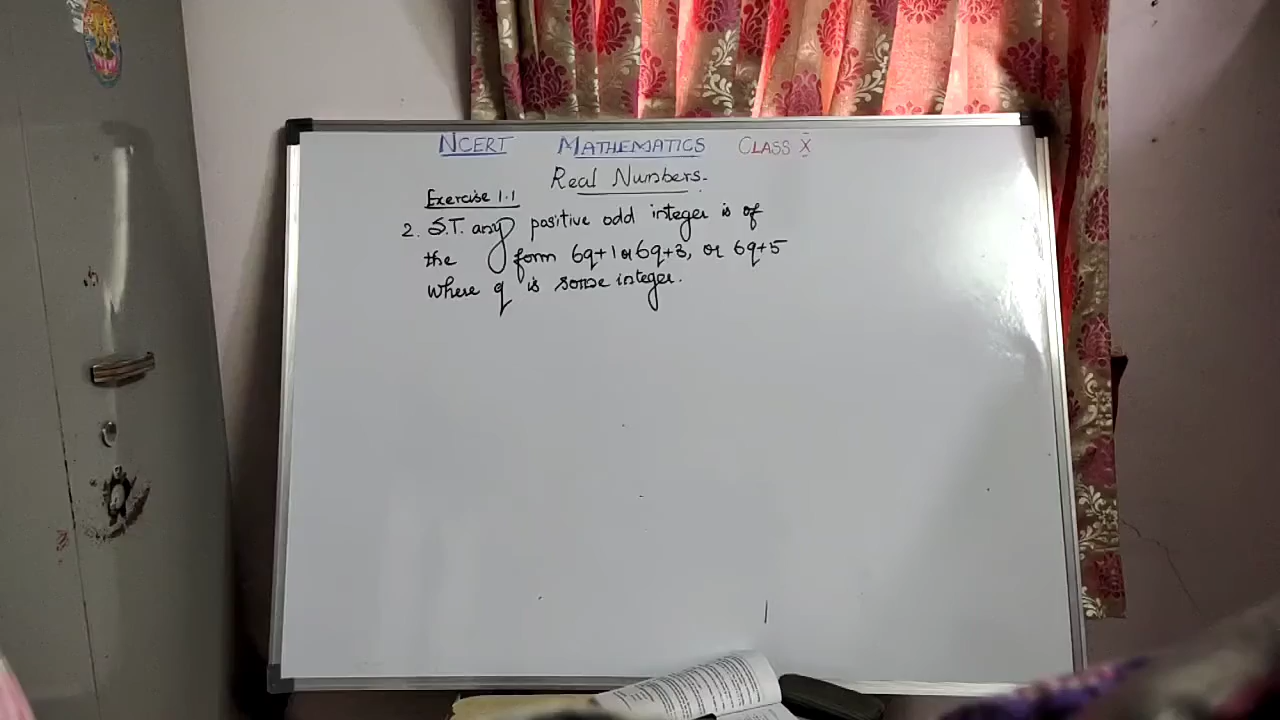 NCERT MATHEMATICS CLASS X
Real Numbers.
Exercise 1.1
2. S.T. any positive odd integer is of
the form 6q+1 or 6q+3, or 6q+5
where q is some integer.